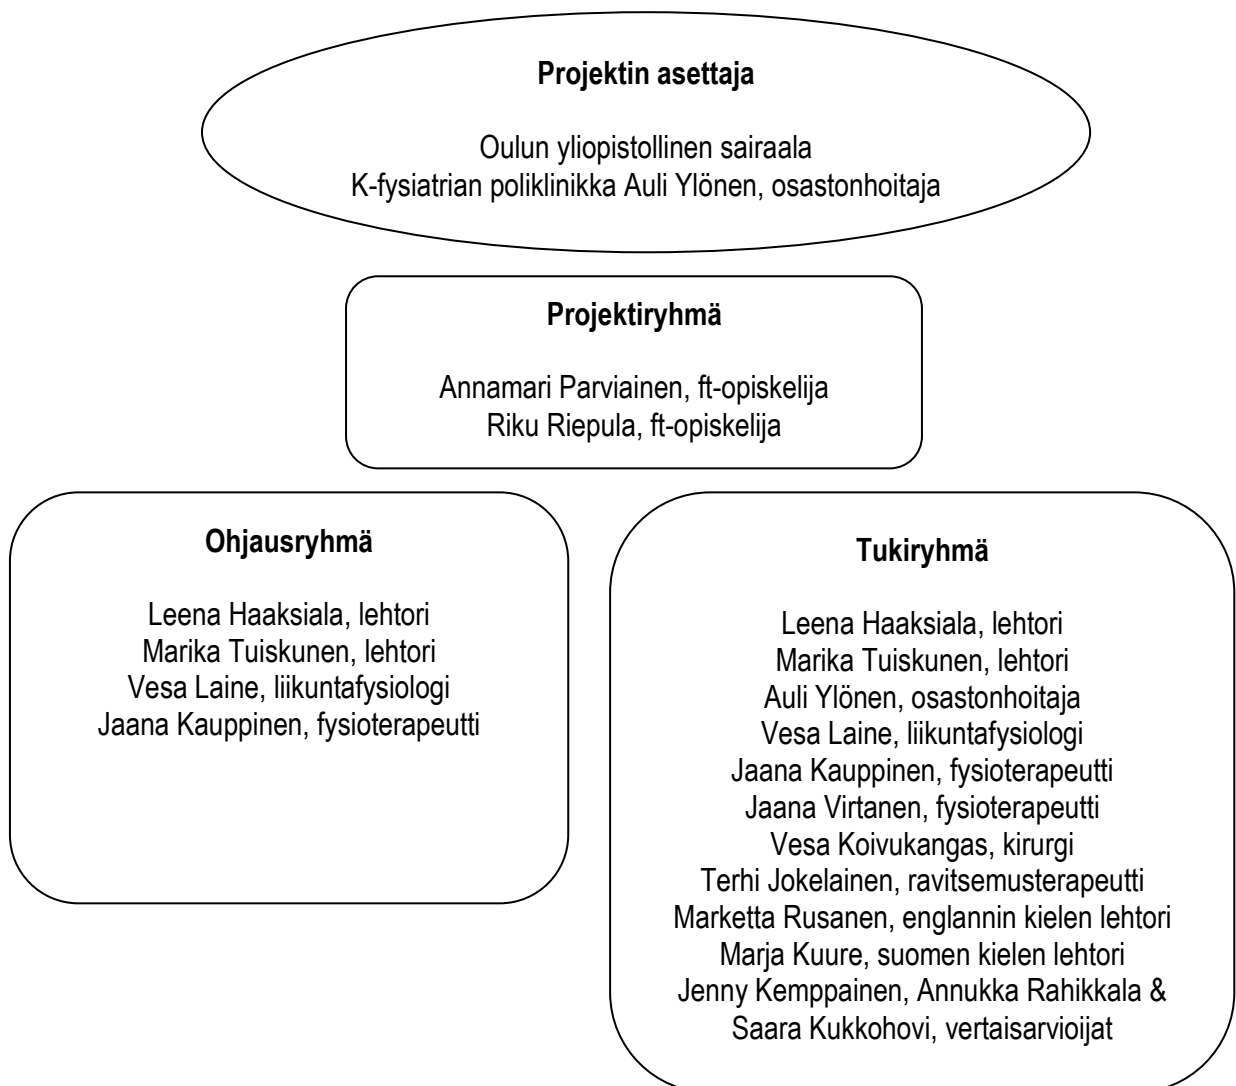 Projektin asettaja
Oulun yliopistollinen sairaala
K-fysiatrian poliklinikka Auli Ylönen, osastonhoitaja
Projektiryhmä
Annamari Parviainen, ft-opiskelija
Riku Riepula, ft-opiskelija
Ohjausryhmä
Leena Haaksiala, lehtori
Marika Tuiskunen, lehtori
Vesa Laine, liikuntafysiologi
Jaana Kauppinen, fysioterapeutti
Tukiryhmä
Leena Haaksiala, lehtori
Marika Tuiskunen, lehtori
Auli Ylönen, osastonhoitaja
Vesa Laine, liikuntafysiologi
Jaana Kauppinen, fysioterapeutti
Jaana Virtanen, fysioterapeutti
Vesa Koivukangas, kirurgi
Terhi Jokelainen, ravitsemusterapeutti
Marketta Rusanen, englannin kielen lehtori
Marja Kuure, suomen kielen lehtori
Jenny Kemppainen, Annukka Rahikkala &
Saara Kukkohovi, vertaisarvioijat